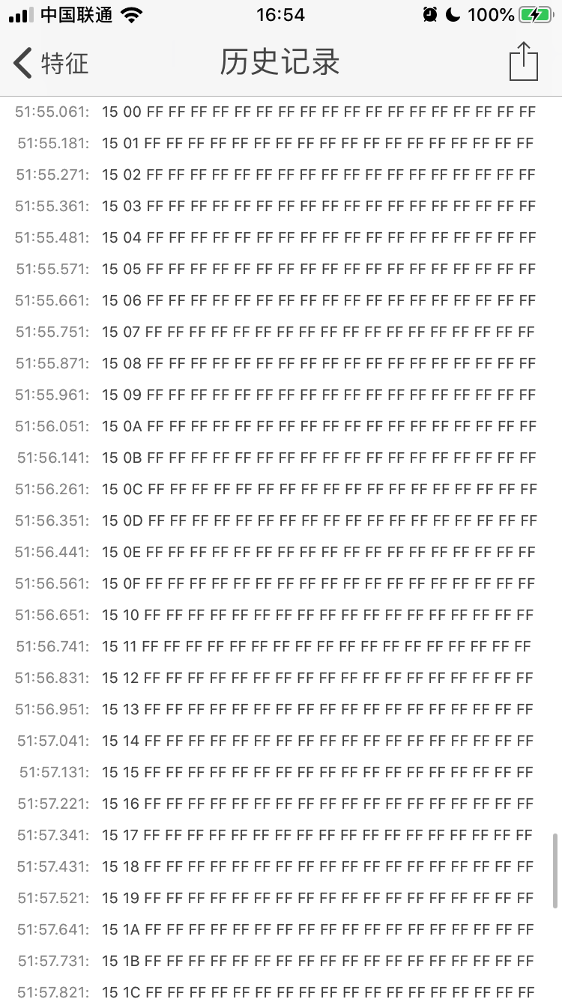 中国联通 16:54 100%
特征 历史记录
51:55.061: 15 00 FF FF FF FF FF FF FF FF FF FF FF FF FF FF FF FF FF FF
51:55.181: 15 01 FF FF FF FF FF FF FF FF FF FF FF FF FF FF FF FF FF FF
51:55.271: 15 02 FF FF FF FF FF FF FF FF FF FF FF FF FF FF FF FF FF FF
51:55.361: 15 03 FF FF FF FF FF FF FF FF FF FF FF FF FF FF FF FF FF FF
51:55.481: 15 04 FF FF FF FF FF FF FF FF FF FF FF FF FF FF FF FF FF FF
51:55.571: 15 05 FF FF FF FF FF FF FF FF FF FF FF FF FF FF FF FF FF FF
51:55.661: 15 06 FF FF FF FF FF FF FF FF FF FF FF FF FF FF FF FF FF FF
51:55.751: 15 07 FF FF FF FF FF FF FF FF FF FF FF FF FF FF FF FF FF FF
51:55.871: 15 08 FF FF FF FF FF FF FF FF FF FF FF FF FF FF FF FF FF FF
51:55.961: 15 09 FF FF FF FF FF FF FF FF FF FF FF FF FF FF FF FF FF FF
51:56.051: 15 0A FF FF FF FF FF FF FF FF FF FF FF FF FF FF FF FF FF FF
51:56.141: 15 0B FF FF FF FF FF FF FF FF FF FF FF FF FF FF FF FF FF FF
51:56.261: 15 0C FF FF FF FF FF FF FF FF FF FF FF FF FF FF FF FF FF FF
51:56.351: 15 0D FF FF FF FF FF FF FF FF FF FF FF FF FF FF FF FF FF FF
51:56.441: 15 0E FF FF FF FF FF FF FF FF FF FF FF FF FF FF FF FF FF FF
51:56.561: 15 0F FF FF FF FF FF FF FF FF FF FF FF FF FF FF FF FF FF FF
51:56.651: 15 10 FF FF FF FF FF FF FF FF FF FF FF FF FF FF FF FF FF FF
51:56.741: 15 11 FF FF FF FF FF FF FF FF FF FF FF FF FF FF FF FF FF FF
51:56.831: 15 12 FF FF FF FF FF FF FF FF FF FF FF FF FF FF FF FF FF FF
51:56.951: 15 13 FF FF FF FF FF FF FF FF FF FF FF FF FF FF FF FF FF FF
51:57.041: 15 14 FF FF FF FF FF FF FF FF FF FF FF FF FF FF FF FF FF FF
51:57.131: 15 15 FF FF FF FF FF FF FF FF FF FF FF FF FF FF FF FF FF FF
51:57.221: 15 16 FF FF FF FF FF FF FF FF FF FF FF FF FF FF FF FF FF FF
51:57.341: 15 17 FF FF FF FF FF FF FF FF FF FF FF FF FF FF FF FF FF FF
51:57.431: 15 18 FF FF FF FF FF FF FF FF FF FF FF FF FF FF FF FF FF FF
51:57.521: 15 19 FF FF FF FF FF FF FF FF FF FF FF FF FF FF FF FF FF FF
51:57.641: 15 1A FF FF FF FF FF FF FF FF FF FF FF FF FF FF FF FF FF FF
51:57.731: 15 1B FF FF FF FF FF FF FF FF FF FF FF FF FF FF FF FF FF FF
51:57.821: 15 1C FF FF FF FF FF FF FF FF FF FF FF FF FF FF FF FF FF FF